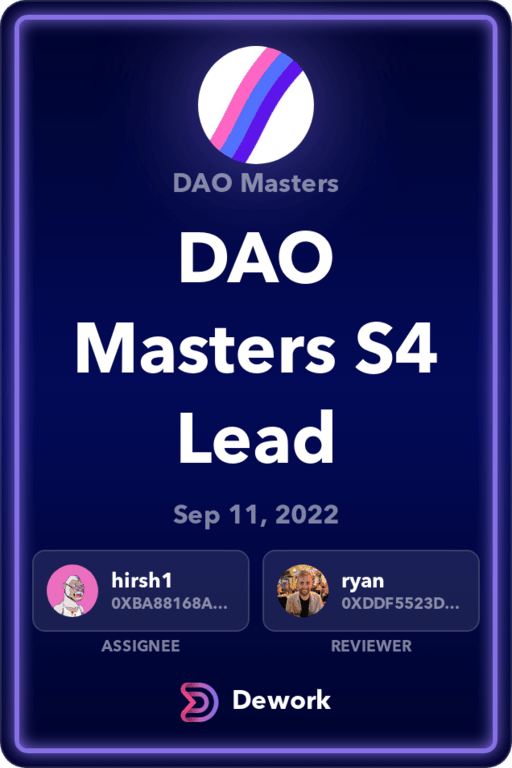 DAO Masters
DAO
Masters S4
Lead
Sep 11, 2022
hirsh1
0XBA88168A...
ryan
0XDDF5523D...
ASSIGNEE
REVIEWER
Dework